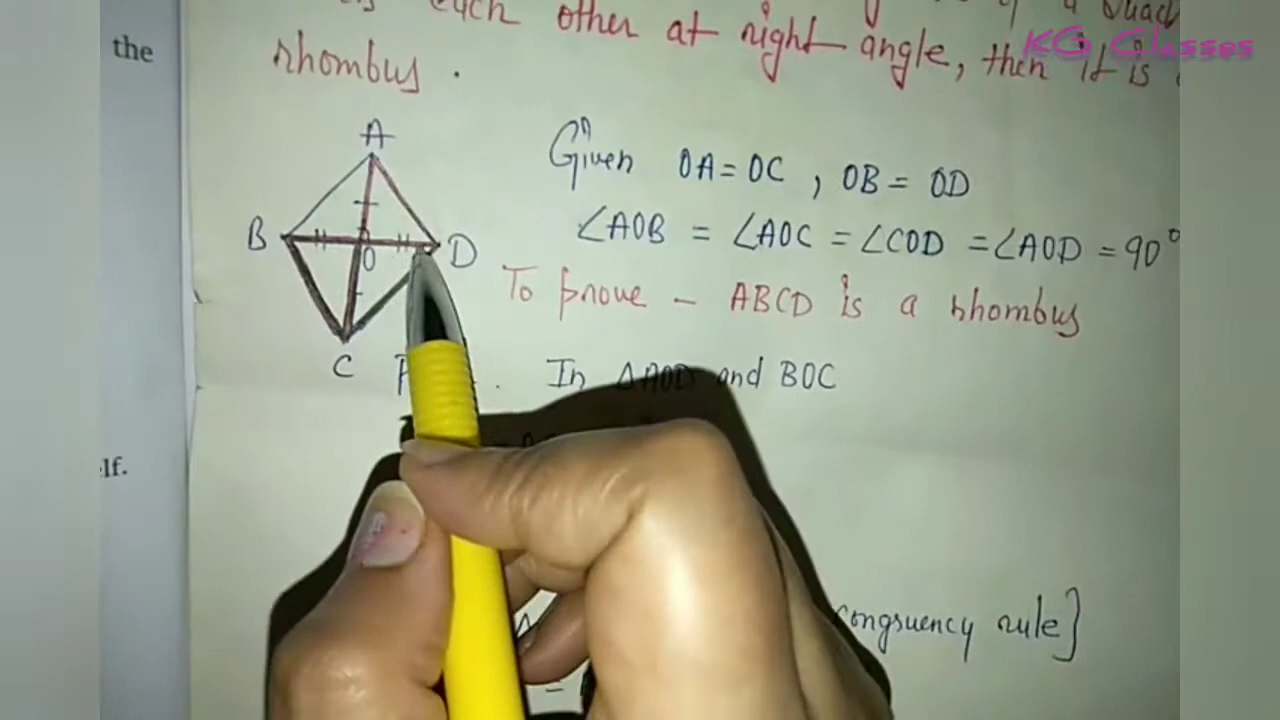 each other at right angle, then it is
rhombus .
KG Classes
the
A
B
D
O
C
Given OA = OC , OB = OD
∠AOB = ∠AOC = ∠COD = ∠AOD = 90°
To prove - ABCD is a rhombus
In △AOD and BOC
lf.
congruency rule]